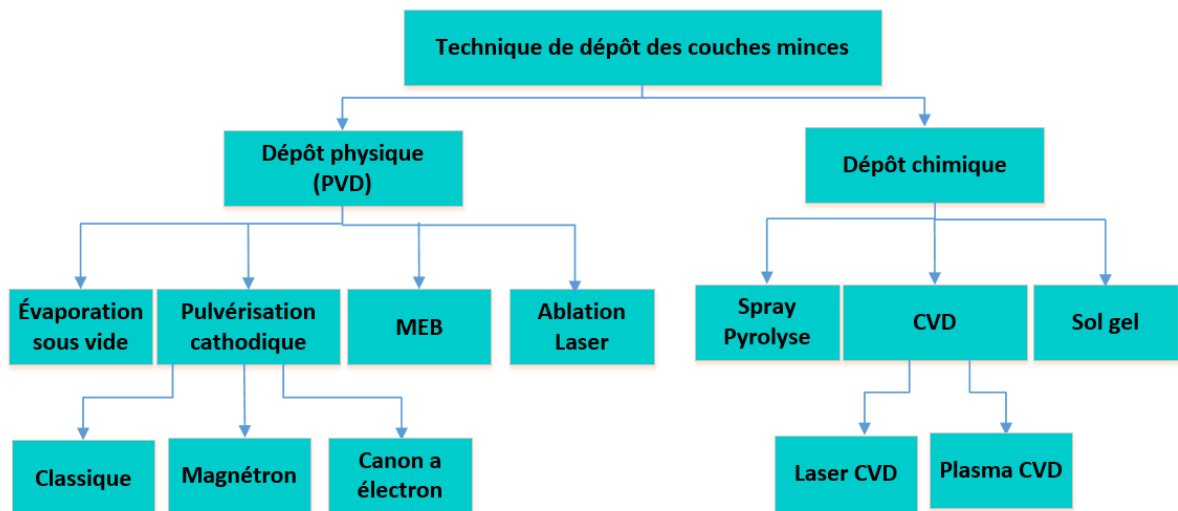 Technique de dépôt des couches minces
Dépôt physique
(PVD)
Dépôt chimique
Évaporation
sous vide
Pulvérisation
cathodique
MEB
Ablation
Laser
Spray
Pyrolyse
CVD
Sol gel
Classique
Magnétron
Canon a
électron
Laser CVD
Plasma CVD